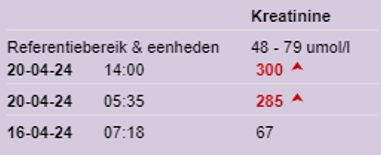 Kreatinine
Referentiebereik & eenheden 48 - 79 umol/l
20-04-24 14:00 300
20-04-24 05:35 285
16-04-24 07:18 67